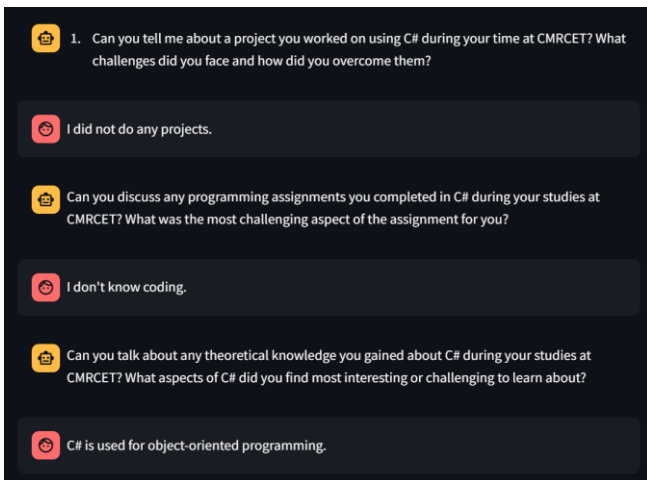 1. Can you tell me about a project you worked on using C# during your time at CMRCET? What
challenges did you face and how did you overcome them?
I did not do any projects.
Can you discuss any programming assignments you completed in C# during your studies at
CMRCET? What was the most challenging aspect of the assignment for you?
I don't know coding.
Can you talk about any theoretical knowledge you gained about C# during your studies at
CMRCET? What aspects of C# did you find most interesting or challenging to learn about?
C# is used for object-oriented programming.